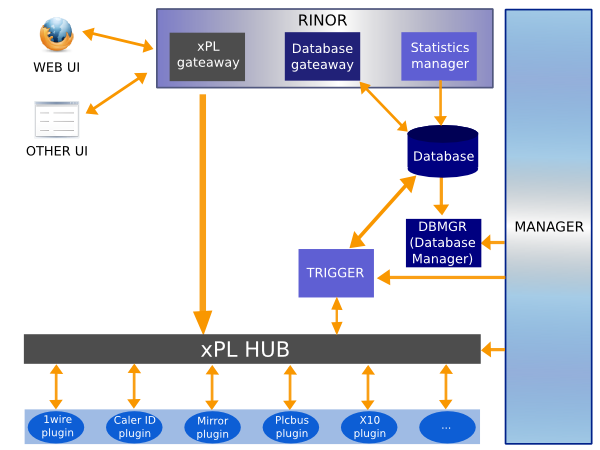 RINOR
xPL
gateaway
Database
gateaway
Statistics
manager
WEB UI
OTHER UI
Database
DBMGR
(Database
Manager)
MANAGER
TRIGGER
xPL HUB
1wire
plugin
Caler ID
plugin
Mirror
plugin
Plcbus
plugin
X10
plugin
...